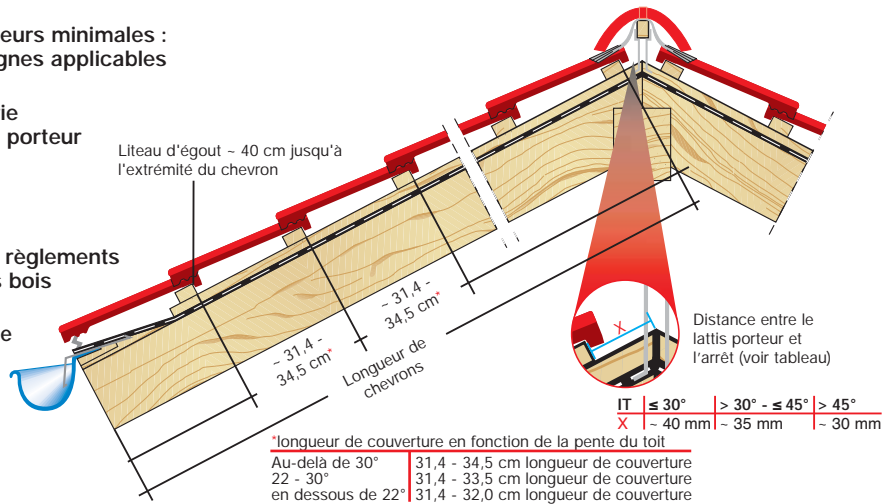 eurs minimales :
gnes applicables
rie
porteur
Liteau d'égout ~ 40 cm jusqu'à
l'extrémité du chevron
règlements
s bois
e
~ 31,4 -
34,5 cm*
~ 31,4 -
34,5 cm*
Longueur de
chevrons
X
Distance entre le
lattis porteur et
l'arrêt (voir tableau)
IT ≤ 30° > 30° - ≤ 45° > 45°
X ~ 40 mm ~ 35 mm ~ 30 mm
*longueur de couverture en fonction de la pente du toit
Au-delà de 30° 31,4 - 34,5 cm longueur de couverture
22 - 30° 31,4 - 33,5 cm longueur de couverture
en dessous de 22° 31,4 - 32,0 cm longueur de couverture